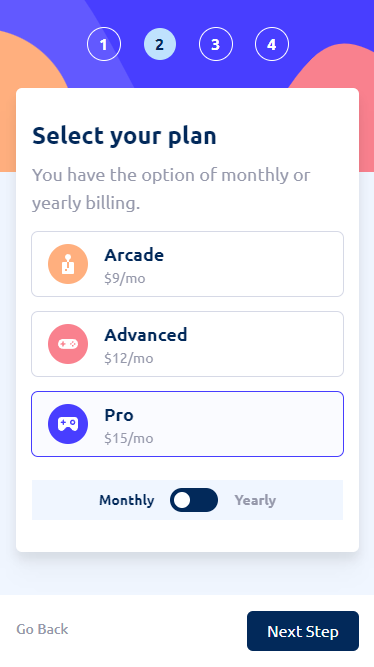 1 2 3 4
Select your plan
You have the option of monthly or
yearly billing.
Arcade
$9/mo
Advanced
$12/mo
Pro
$15/mo
Monthly Yearly
Go Back Next Step